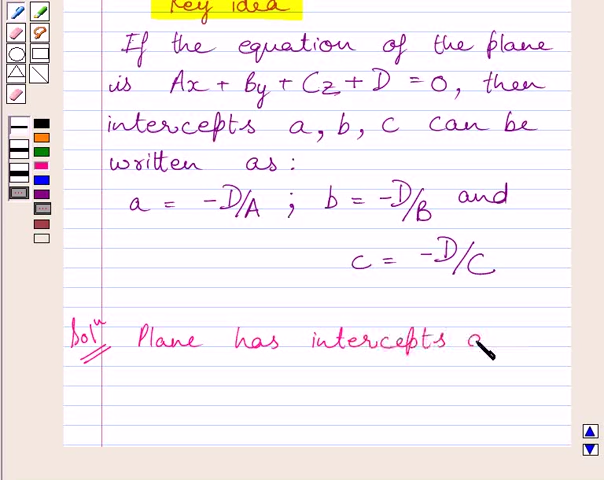 Key idea
If the equation of the plane
is Ax + By + Cz + D = 0, then
intercepts a, b, c can be
written as:
a = -D/A ; b = -D/B and
c = -D/C
Solⁿ Plane has intercepts a